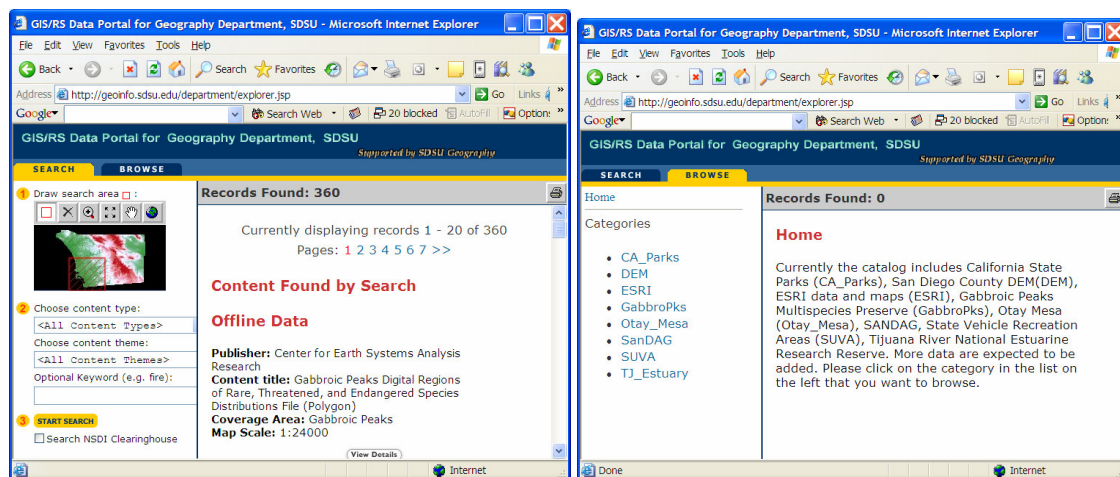 GIS/RS Data Portal for Geography Department, SDSU - Microsoft Internet Explorer
File Edit View Favorites Tools Help
Back Search Favorites
Address http://geoinfo.sdsu.edu/department/explorer.jsp Go Links »
Google Search Web 20 blocked AutoFill Options »
GIS/RS Data Portal for Geography Department, SDSU
Supported by SDSU Geography
SEARCH BROWSE
1 Draw search area :
2 Choose content type:
<All Content Types>
Choose content theme:
<All Content Themes>
Optional Keyword (e.g. fire):
3 START SEARCH
Search NSDI Clearinghouse
Records Found: 360
Currently displaying records 1 - 20 of 360
Pages: 1 2 3 4 5 6 7 >>
Content Found by Search
Offline Data
Publisher: Center for Earth Systems Analysis
Research
Content title: Gabbroic Peaks Digital Regions
of Rare, Threatened, and Endangered Species
Distributions File (Polygon)
Coverage Area: Gabbroic Peaks
Map Scale: 1:24000
View Details
Internet
GIS/RS Data Portal for Geography Department, SDSU - Microsoft Internet Explorer
File Edit View Favorites Tools Help
Back Search Favorites
Address http://geoinfo.sdsu.edu/department/explorer.jsp Go Links
Google Search Web 20 blocked AutoFill Option:
GIS/RS Data Portal for Geography Department, SDSU
Supported by SDSU Geography
SEARCH BROWSE
Home
Categories
CA_Parks
DEM
ESRI
GabbroPks
Otay_Mesa
SanDAG
SUVA
TJ_Estuary
Records Found: 0
Home
Currently the catalog includes California State
Parks (CA_Parks), San Diego County DEM(DEM),
ESRI data and maps (ESRI), Gabbroic Peaks
Multispecies Preserve (GabbroPks), Otay Mesa
(Otay_Mesa), SANDAG, State Vehicle Recreation
Areas (SUVA), Tijuana River National Estuarine
Research Reserve. More data are expected to be
added. Please click on the category in the list on
the left that you want to browse.
Done Internet